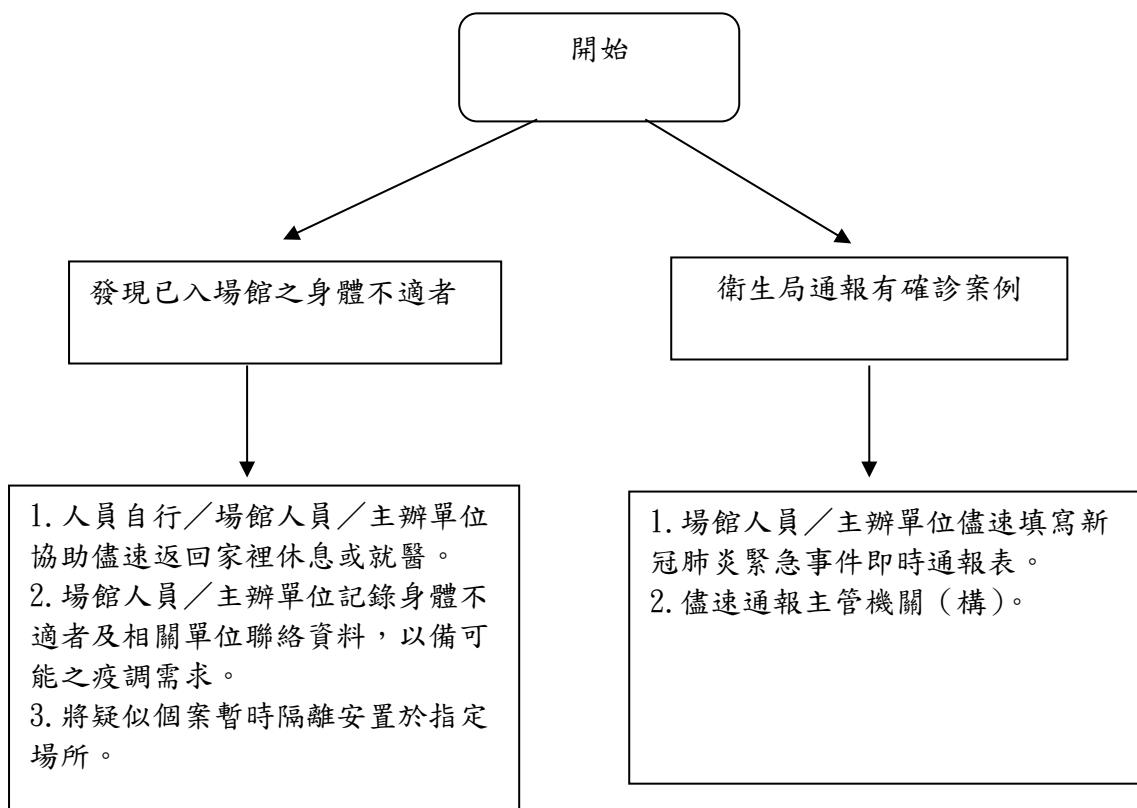 開始
發現已入場館之身體不適者
衛生局通報有確診案例
1.人員自行／場館人員／主辦單位
協助儘速返回家裡休息或就醫。
2.場館人員／主辦單位記錄身體不
適者及相關單位聯絡資料，以備可
能之疫調需求。
3.將疑似個案暫時隔離安置於指定
場所。
1.場館人員／主辦單位儘速填寫新
冠肺炎緊急事件即時通報表。
2.儘速通報主管機關（構）。